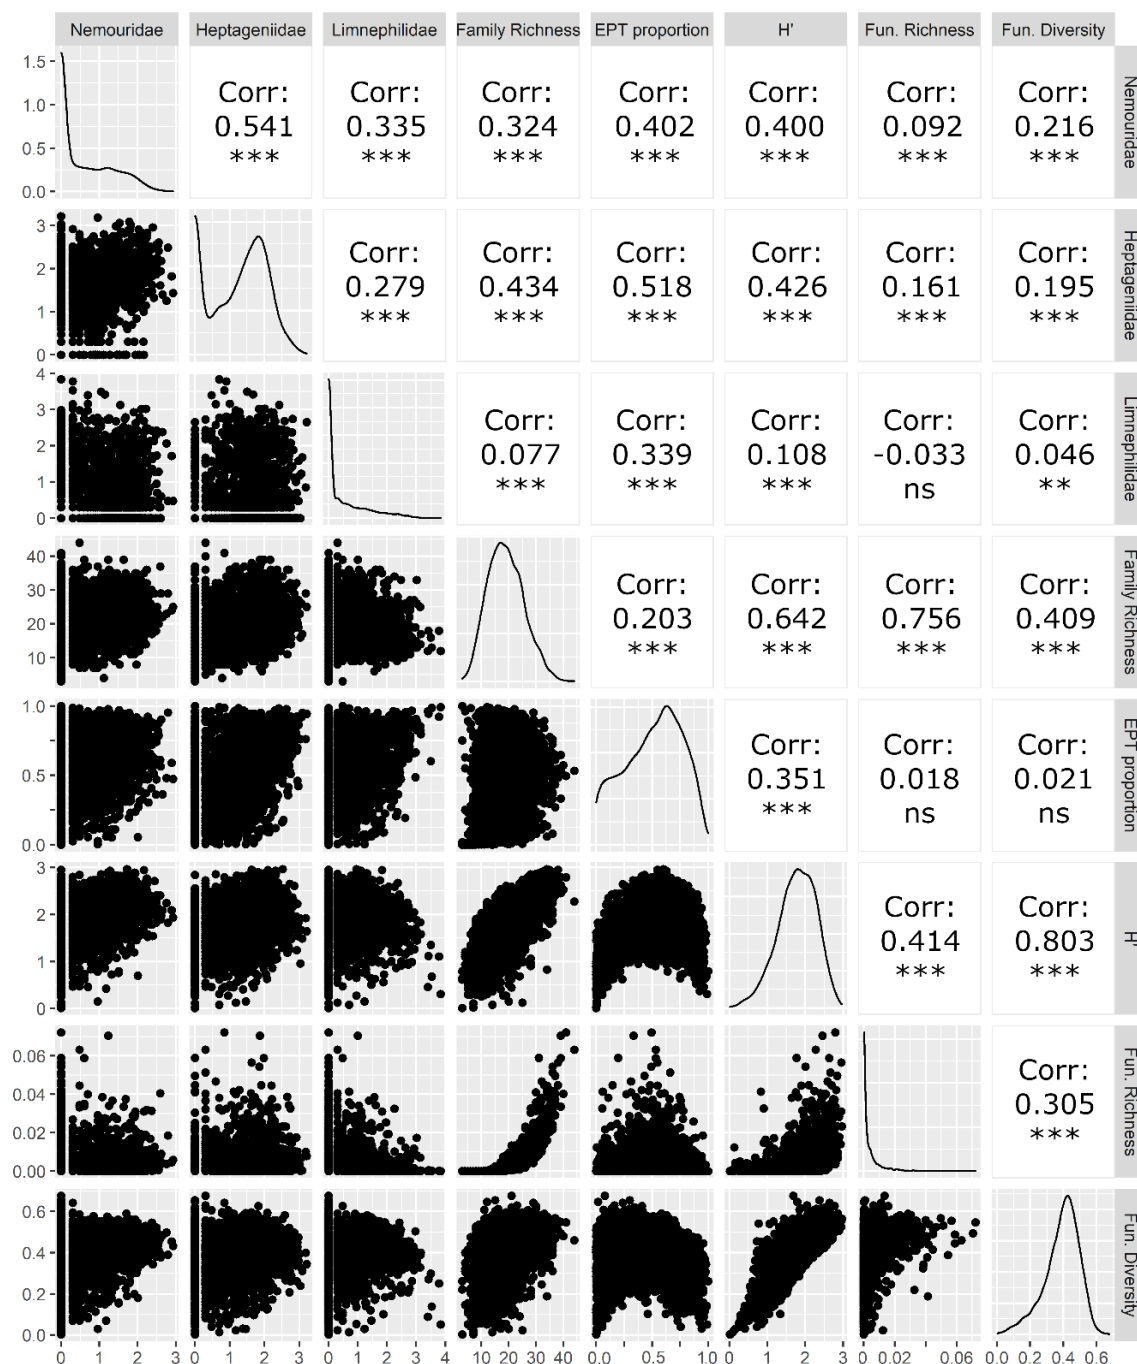 Nemouridae Heptageniidae Limnephilidae Family Richness EPT proportion H' Fun. Richness Fun. Diversity
1.5
1.0
0.5
0.0
Corr:
0.541
***
Corr:
0.335
***
Corr:
0.324
***
Corr:
0.402
***
Corr:
0.400
***
Corr:
0.092
***
Corr:
0.216
***
Nemouridae
3
2
1
0
Corr:
0.279
***
Corr:
0.434
***
Corr:
0.518
***
Corr:
0.426
***
Corr:
0.161
***
Corr:
0.195
***
Heptageniidae
4
3
2
1
0
Corr:
0.077
***
Corr:
0.339
***
Corr:
0.108
***
Corr:
-0.033
ns
Corr:
0.046
**
Limnephilidae
40
30
20
10
Corr:
0.203
***
Corr:
0.642
***
Corr:
0.756
***
Corr:
0.409
***
Family Richness
1.0
0.5
0.0
Corr:
0.351
***
Corr:
0.018
ns
Corr:
0.021
ns
EPT proportion
3
2
1
0
Corr:
0.414
***
Corr:
0.803
***
H'
0.06
0.04
0.02
0.00
Corr:
0.305
***
Fun. Richness
0.6
0.4
0.2
0.0
Fun. Diversity
0 1 2 3 0 1 2 3 0 1 2 3 4 10 20 30 40 0.0 0.5 1.0 0 1 2 3 0.00 0.06 0.0 0.2 0.4 0.6